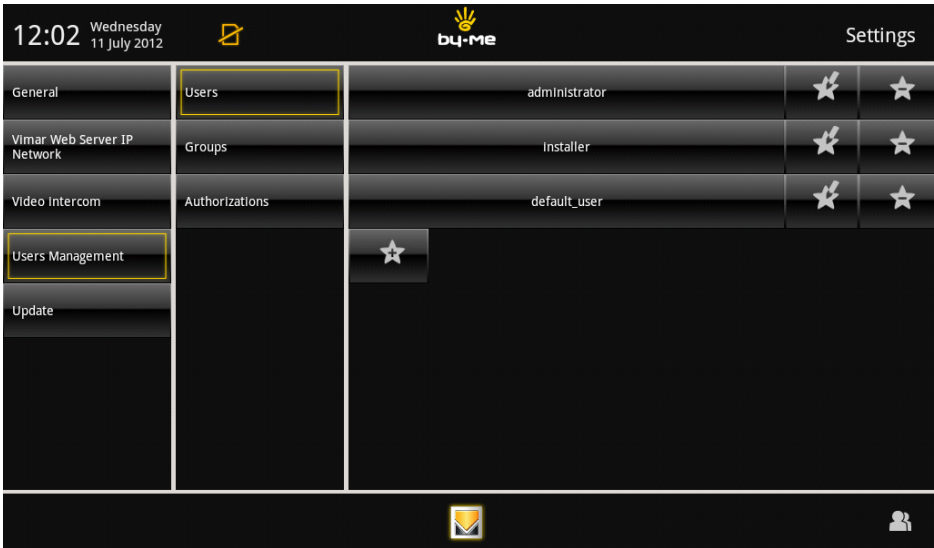 12:02
Wednesday
11 July 2012
by-me
Settings
General
Users
administrator
Vimar Web Server IP
Network
Groups
installer
Video Intercom
Authorizations
default_user
Users Management
Update